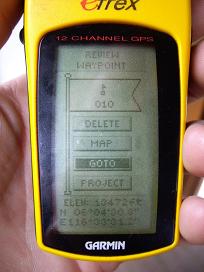 eTrex
12 CHANNEL GPS
REVIEW
WAYPOINT
010
DELETE
MAP
GOTO
PROJECT
GARMIN